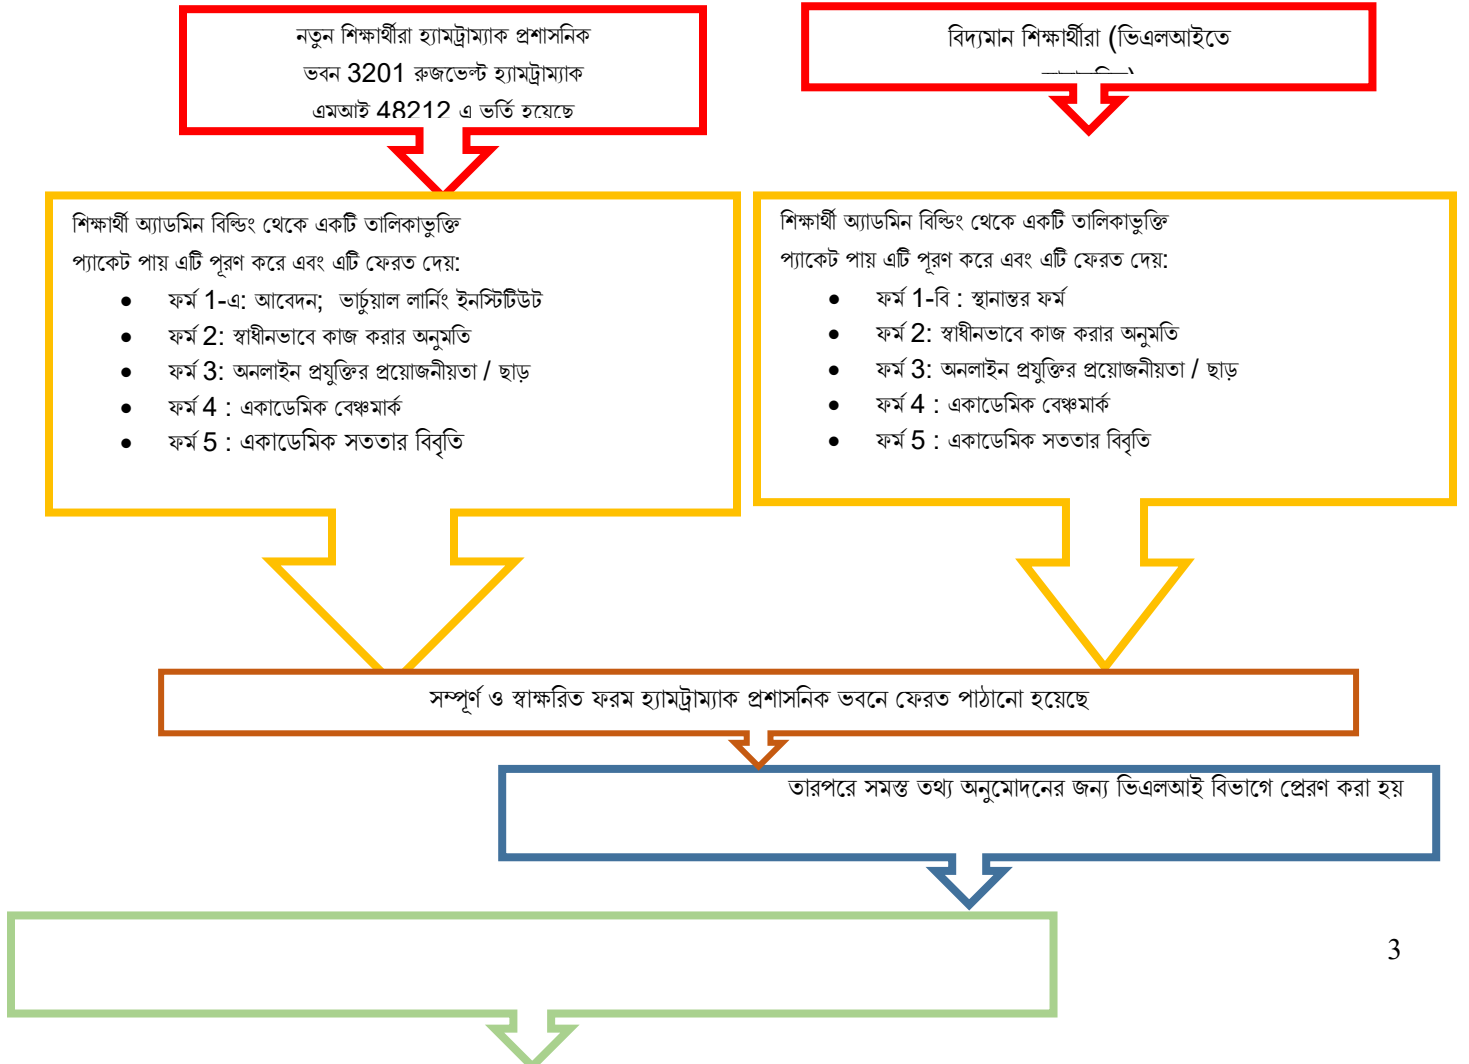 নতুন শিক্ষার্থীরা হ্যামট্রাম্যাক প্রশাসনিক
ভবন 3201 রুজভেল্ট হ্যামট্রাম্যাক
এমআই 48212 এ ভর্তি হয়েছে
বিদ্যমান শিক্ষার্থীরা (ভিএলআইতে
শিক্ষার্থী অ্যাডমিন বিল্ডিং থেকে একটি তালিকাভুক্তি
প্যাকেট পায় এটি পূরণ করে এবং এটি ফেরত দেয়:
• ফর্ম 1-এ: আবেদন; ভার্চুয়াল লার্নিং ইনস্টিটিউট
• ফর্ম 2: স্বাধীনভাবে কাজ করার অনুমতি
• ফর্ম 3: অনলাইন প্রযুক্তির প্রয়োজনীয়তা / ছাড়
• ফর্ম 4 : একাডেমিক বেঞ্চমার্ক
• ফর্ম 5 : একাডেমিক সততার বিবৃতি
শিক্ষার্থী অ্যাডমিন বিল্ডিং থেকে একটি তালিকাভুক্তি
প্যাকেট পায় এটি পূরণ করে এবং এটি ফেরত দেয়:
• ফর্ম 1-বি : স্থানান্তর ফর্ম
• ফর্ম 2: স্বাধীনভাবে কাজ করার অনুমতি
• ফর্ম 3: অনলাইন প্রযুক্তির প্রয়োজনীয়তা / ছাড়
• ফর্ম 4 : একাডেমিক বেঞ্চমার্ক
• ফর্ম 5 : একাডেমিক সততার বিবৃতি
সম্পূর্ণ ও স্বাক্ষরিত ফরম হ্যামট্রাম্যাক প্রশাসনিক ভবনে ফেরত পাঠানো হয়েছে
তারপরে সমস্ত তথ্য অনুমোদনের জন্য ভিএলআই বিভাগে প্রেরণ করা হয়
3